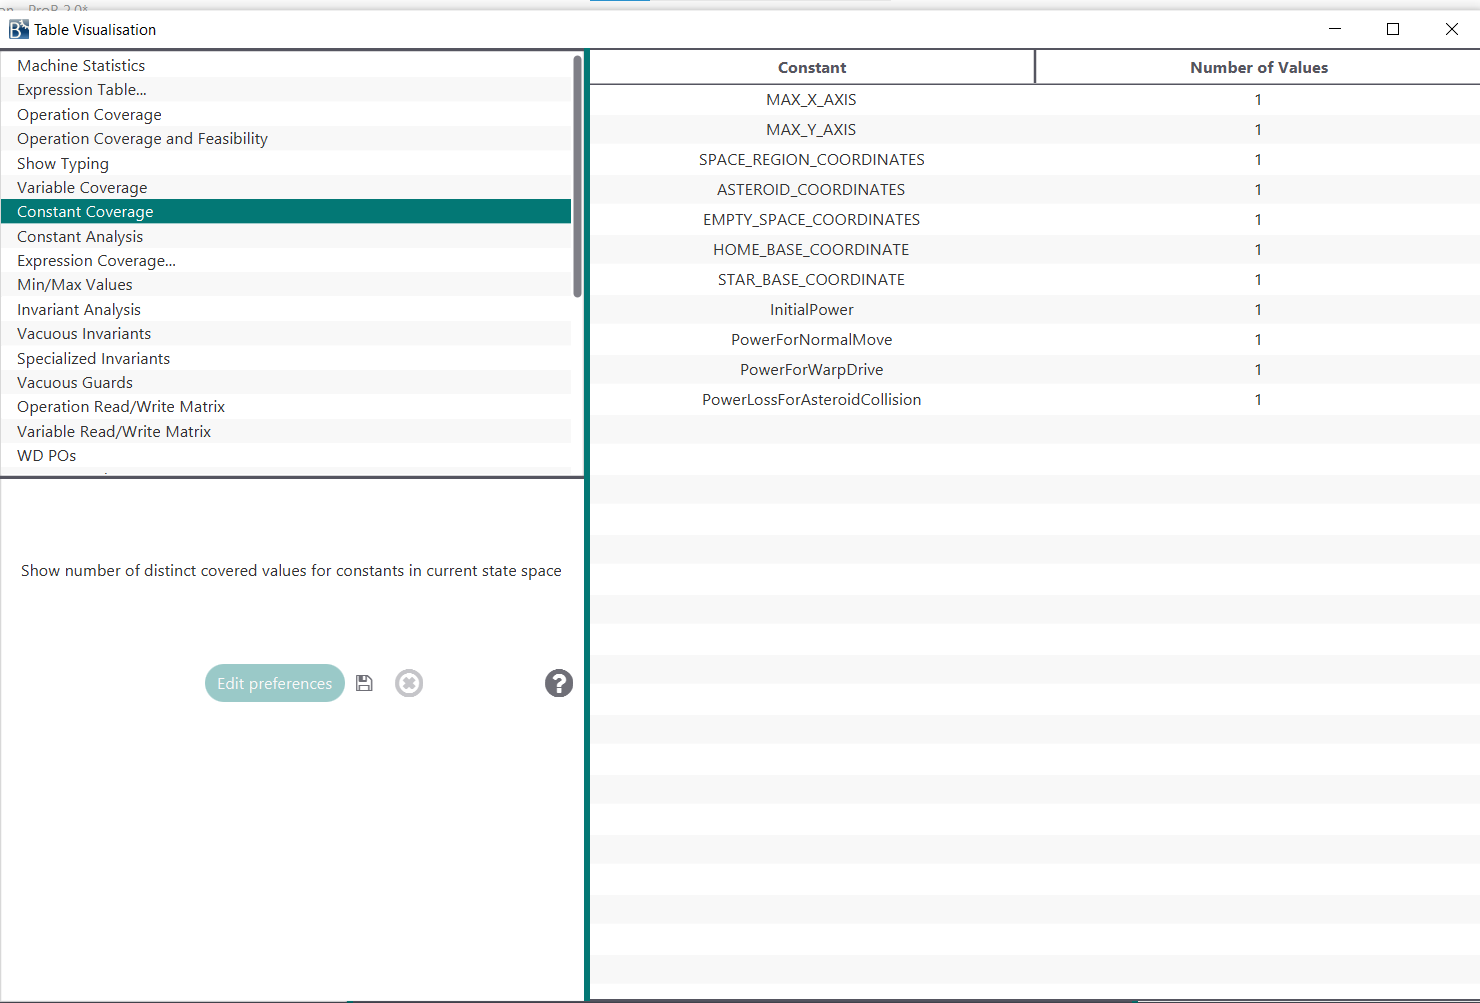 Table Visualisation
Machine Statistics
Expression Table...
Operation Coverage
Operation Coverage and Feasibility
Show Typing
Variable Coverage
Constant Coverage
Constant Analysis
Expression Coverage...
Min/Max Values
Invariant Analysis
Vacuous Invariants
Specialized Invariants
Vacuous Guards
Operation Read/Write Matrix
Variable Read/Write Matrix
WD POs
Show number of distinct covered values for constants in current state space
Edit preferences
Constant Number of Values
MAX_X_AXIS 1
MAX_Y_AXIS 1
SPACE_REGION_COORDINATES 1
ASTEROID_COORDINATES 1
EMPTY_SPACE_COORDINATES 1
HOME_BASE_COORDINATE 1
STAR_BASE_COORDINATE 1
InitialPower 1
PowerForNormalMove 1
PowerForWarpDrive 1
PowerLossForAsteroidCollision 1